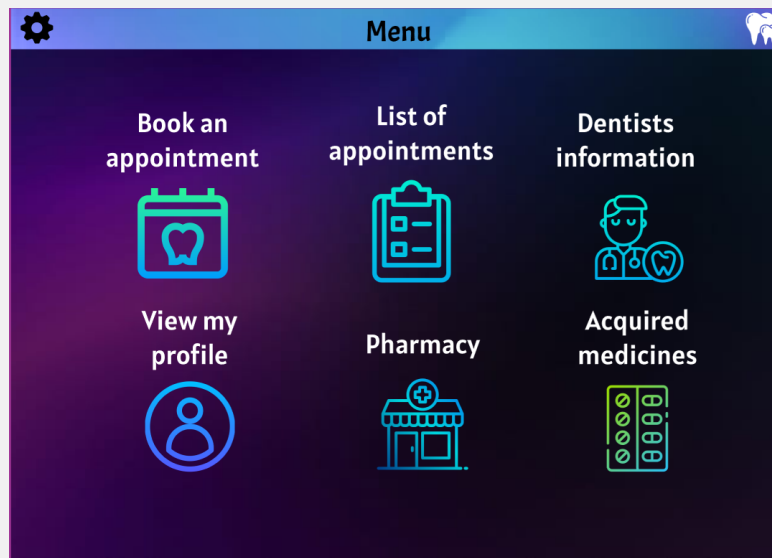 Menu
Book an
appointment
List of
appointments
Dentists
information
View my
profile
Pharmacy
Acquired
medicines